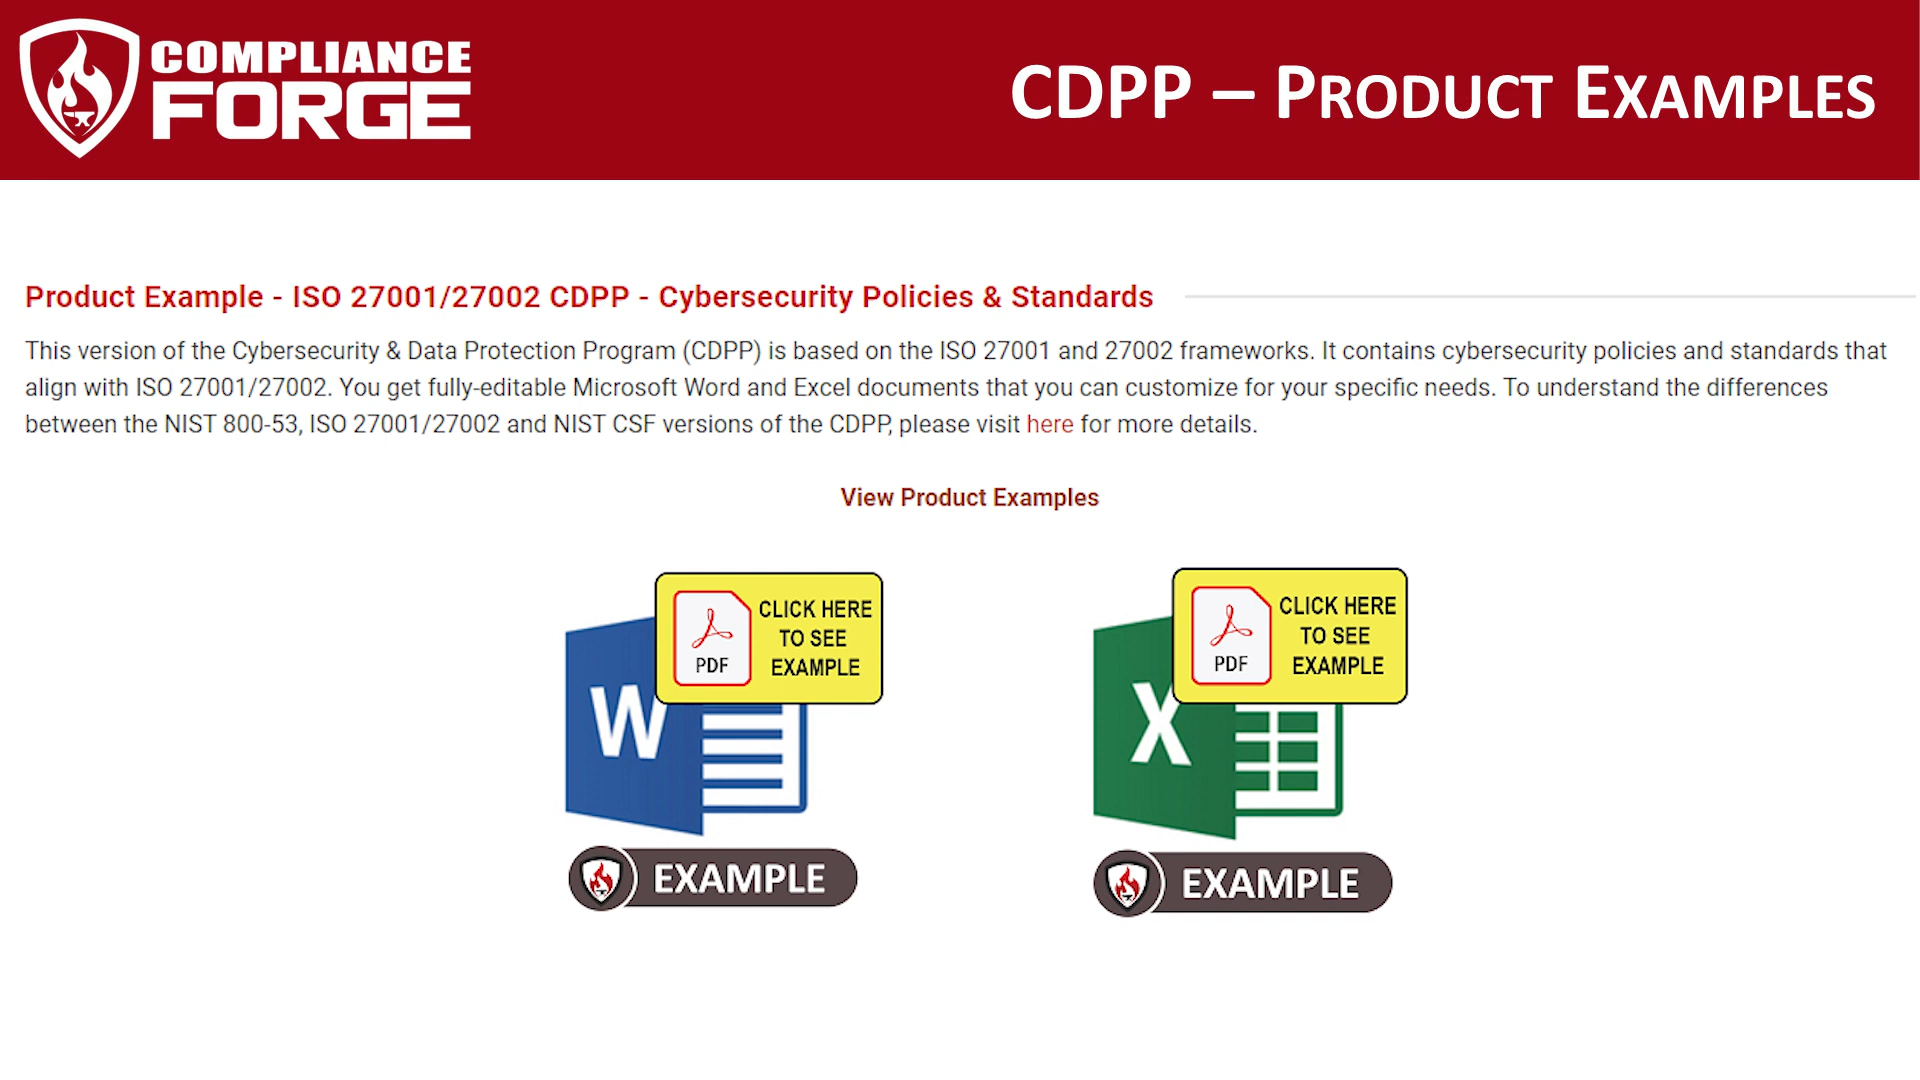 COMPLIANCE
FORGE
CDPP – PRODUCT EXAMPLES
Product Example - ISO 27001/27002 CDPP - Cybersecurity Policies & Standards
This version of the Cybersecurity & Data Protection Program (CDPP) is based on the ISO 27001 and 27002 frameworks. It contains cybersecurity policies and standards that
align with ISO 27001/27002. You get fully-editable Microsoft Word and Excel documents that you can customize for your specific needs. To understand the differences
between the NIST 800-53, ISO 27001/27002 and NIST CSF versions of the CDPP, please visit here for more details.
View Product Examples
CLICK HERE
TO SEE
EXAMPLE
PDF
W
EXAMPLE
CLICK HERE
TO SEE
EXAMPLE
PDF
X
EXAMPLE